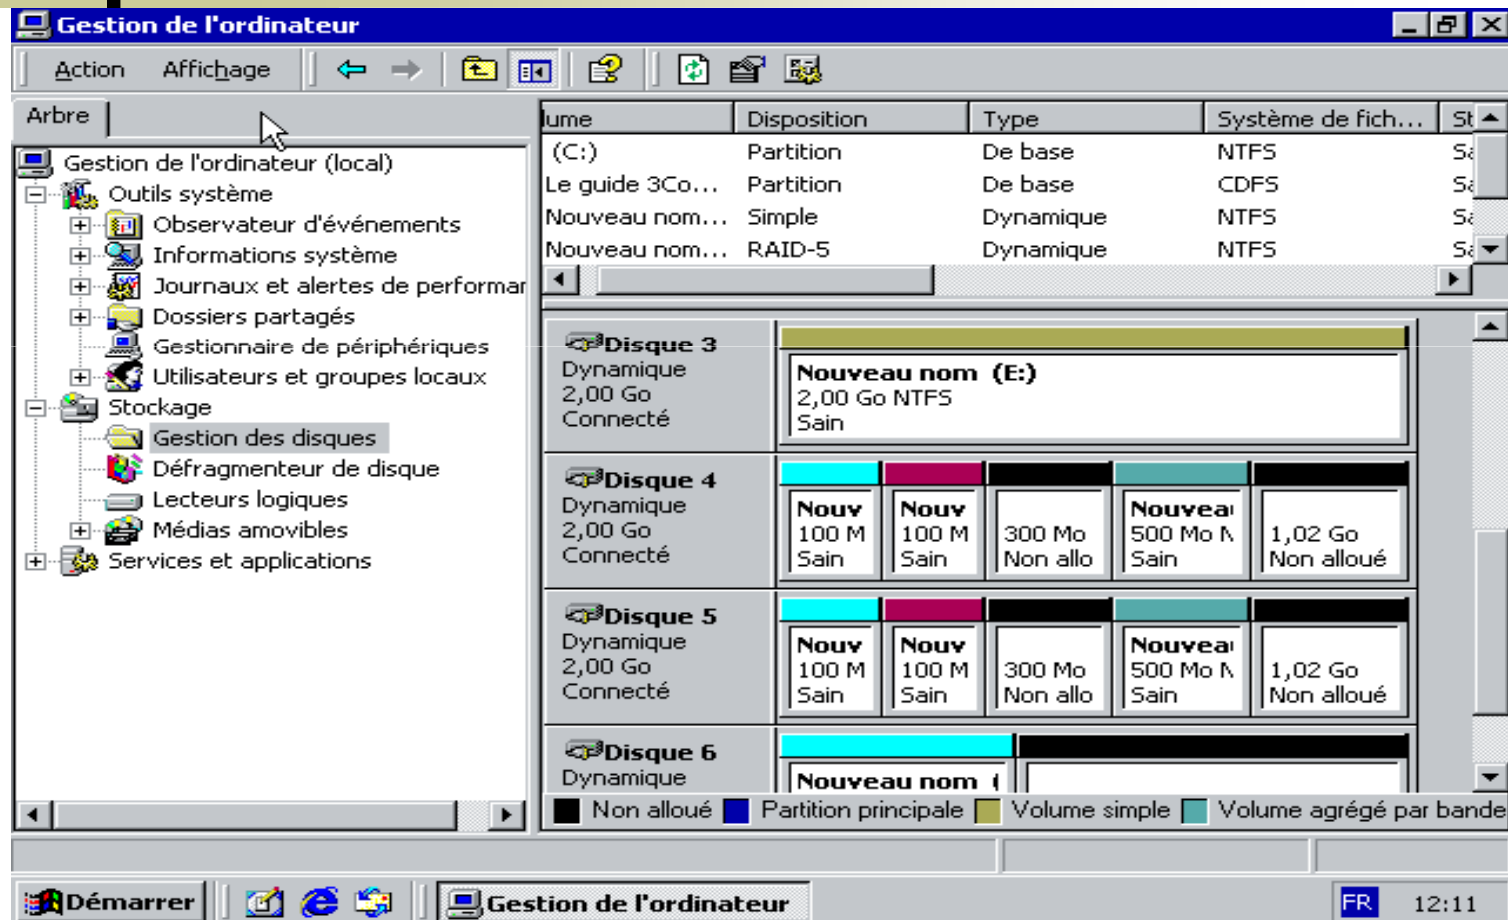 Gestion de l'ordinateur
Action Affichage
Arbre
Gestion de l'ordinateur (local)
Outils système
Observateur d'événements
Informations système
Journaux et alertes de performar
Dossiers partagés
Gestionnaire de périphériques
Utilisateurs et groupes locaux
Stockage
Gestion des disques
Défragmenteur de disque
Lecteurs logiques
Médias amovibles
Services et applications
lume Disposition Type Système de fich... St
(C:) Partition De base NTFS Sa
Le guide 3Co... Partition De base CDFS Sa
Nouveau nom... Simple Dynamique NTFS Sa
Nouveau nom... RAID-5 Dynamique NTFS Sa
Disque 3
Dynamique
2,00 Go
Connecté
Nouveau nom (E:)
2,00 Go NTFS
Sain
Disque 4
Dynamique
2,00 Go
Connecté
Nouv
100 M
Sain
Nouv
100 M
Sain
300 Mo
Non allo
Nouvea
500 Mo N
Sain
1,02 Go
Non alloué
Disque 5
Dynamique
2,00 Go
Connecté
Nouv
100 M
Sain
Nouv
100 M
Sain
300 Mo
Non allo
Nouvea
500 Mo N
Sain
1,02 Go
Non alloué
Disque 6
Dynamique
Nouveau nom (
Non alloué Partition principale Volume simple Volume agrégé par bande
Démarrer Gestion de l'ordinateur FR 12:11